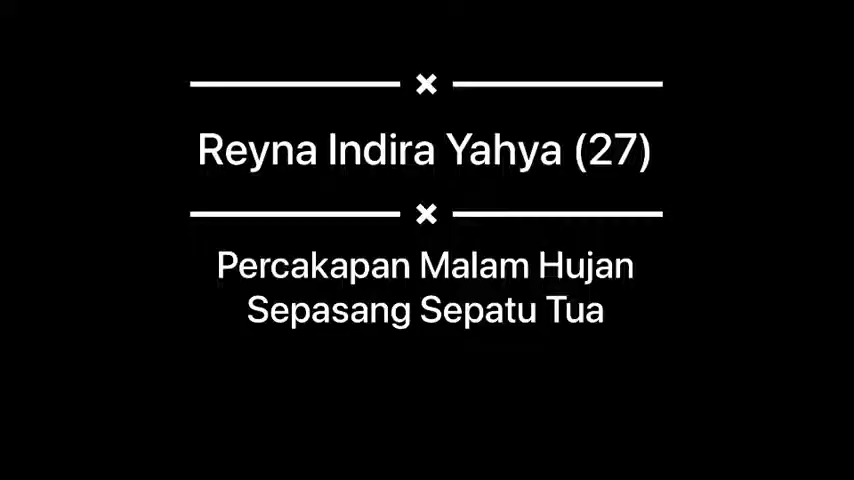 Reyna Indira Yahya (27)
Percakapan Malam Hujan
Sepasang Sepatu Tua